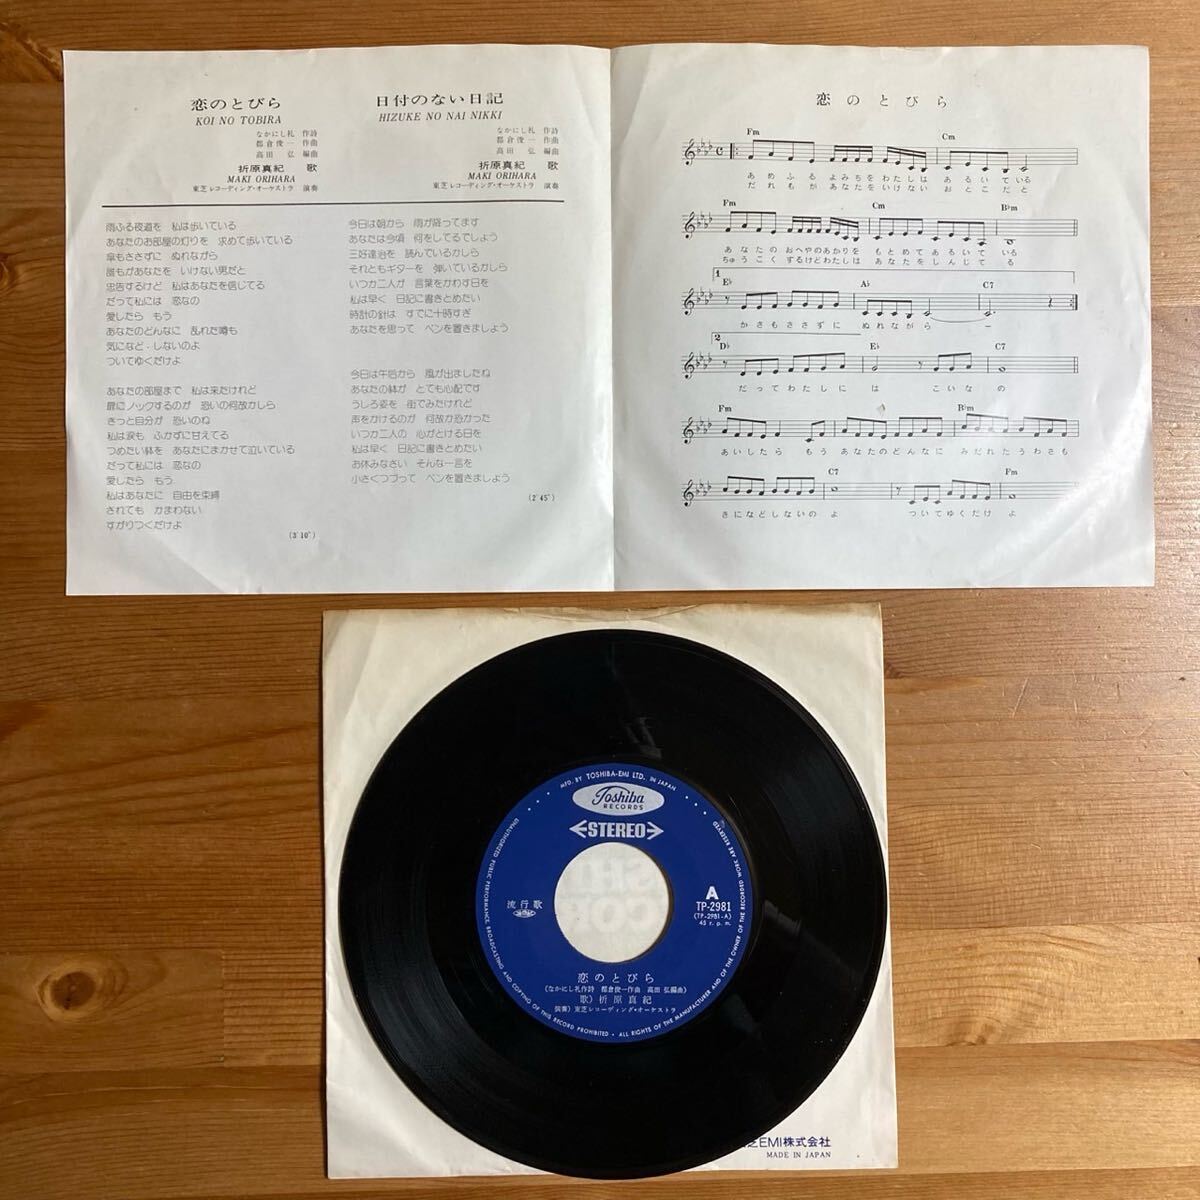 恋のとびら
KOI NO TOBIRA
なかにし礼 作詩
都倉俊一 作曲
高田 弘 編曲
折原真紀 歌
MAKI ORIHARA
東芝レコーディング・オーケストラ 演奏
雨ふる夜道を 私は歩いている
あなたのお部屋の灯りを 求めて歩いている
傘もささずに ぬれながら
誰もがあなたを いけない男だと
忠告するけど 私はあなたを信じてる
だって私には 恋なの
愛したら もう
あなたのどんなに 乱れた噂も
気になど・しないのよ
ついてゆくだけよ
あなたの部屋まで 私は来たけれど
扉にノックするのが 恐いの何故かしら
きっと自分が 恐いのね
私は涙も ふかずに甘えてる
つめたい躰を あなたにまかせて泣いている
だって私には 恋なの
愛したら もう
私はあなたに 自由を束縛
されても かまわない
すがりつくだけよ
(3'10")
日付のない日記
HIZUKE NO NAI NIKKI
なかにし礼 作詩
都倉俊一 作曲
高田 弘 編曲
折原真紀 歌
MAKI ORIHARA
東芝レコーディング・オーケストラ 演奏
今日は朝から 雨が降ってます
あなたは今頃 何をしてるでしょう
三好達治を 読んでいるかしら
それともギターを 弾いているかしら
いつか二人が 言葉をかわす日を
私は早く 日記に書きとめたい
時計の針は すでに十時すぎ
あなたを思って ペンを置きましょう
今日は午后から 風が出ましたね
あなたの躰が とても心配です
うしろ姿を 街でみたけれど
声をかけるのが 何故か恐かった
いつか二人の 心がとける日を
私は早く 日記に書きとめたい
お休みなさい そんな一言を
小さくつづって ペンを置きましょう
(2'45")
恋のとびら
Fm Cm
あめふる よみちを わたしは あるいている
だれもが あなたを いけない おとこだと
Fm Cm B♭m
あなたの おへやのあかりを もとめて あるいている
ちゅうこくするけどわたしは あなたを しんじてる
1
E♭ A♭ C7
かさもささずに ぬれながら ー
2
D♭ E♭ C7
だってわたしに は こいなの
Fm B♭m
あいしたら もう あなたのどんなに みだれたうわさも
C7 Fm
きになどしないのよ ついてゆくだけよ
MFD. BY TOSHIBA-EMI LTD. IN JAPAN
Toshiba
RECORDS
STEREO
流行歌
A
TP-2981
(TP-2981-A)
45 r.p.m.
恋のとびら
(なかにし礼作詩 都倉俊一作曲 高田 弘編曲)
歌) 折原真紀
演奏) 東芝レコーディング・オーケストラ
UNAUTHORIZED PUBLIC PERFORMANCE, BROADCASTING AND COPYING OF THIS RECORD PROHIBITED • ALL RIGHTS OF THE MANUFACTURER AND OF THE OWNER OF THE RECORDED WORK ARE RESERVED
芝EMI株式会社
MADE IN JAPAN